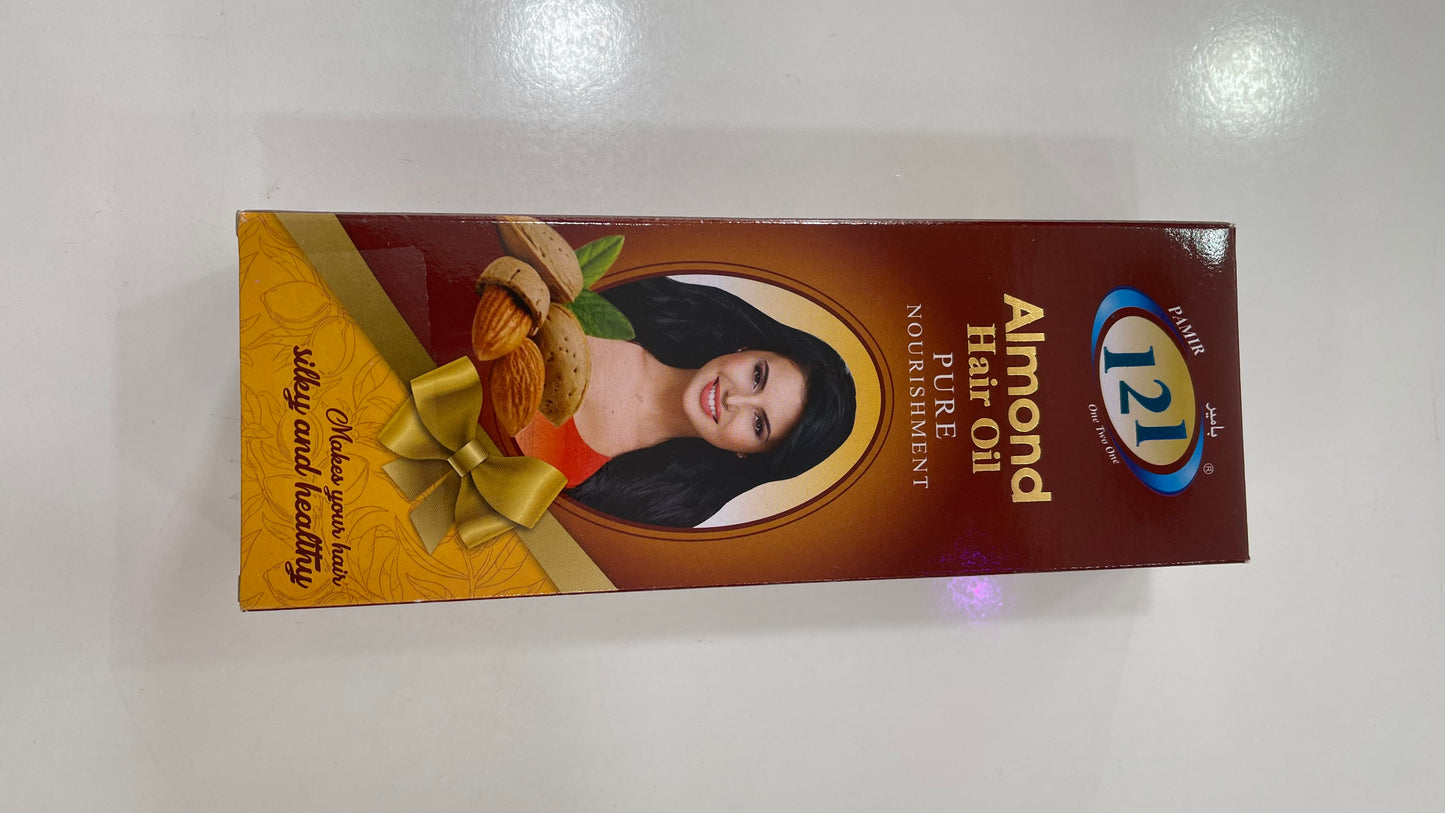 PAMIR
پامیر
®
121
One Two One
Almond
Hair Oil
PURE
NOURISHMENT
Makes your hair
silky and healthy